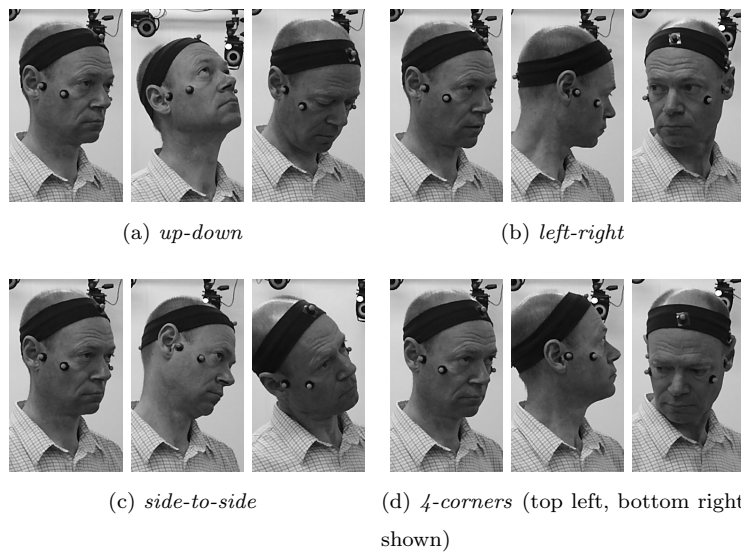 (a) up-down
(b) left-right
(c) side-to-side
(d) 4-corners (top left, bottom right
shown)